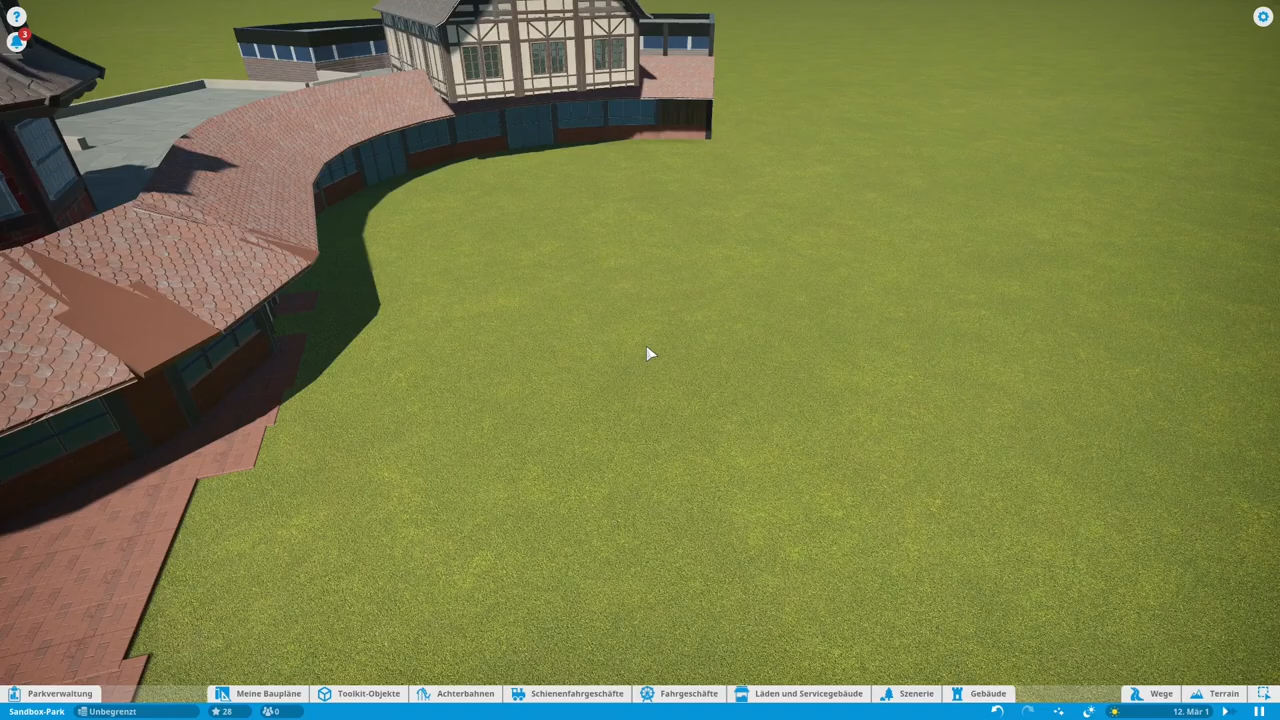 ?
3
Parkverwaltung
Meine Baupläne
Toolkit-Objekte
Achterbahnen
Schienenfahrgeschäfte
Fahrgeschäfte
Läden und Servicegebäude
Szenerie
Gebäude
Wege
Terrain
Sandbox-Park
Unbegrenzt
28
0
12. Mär 1